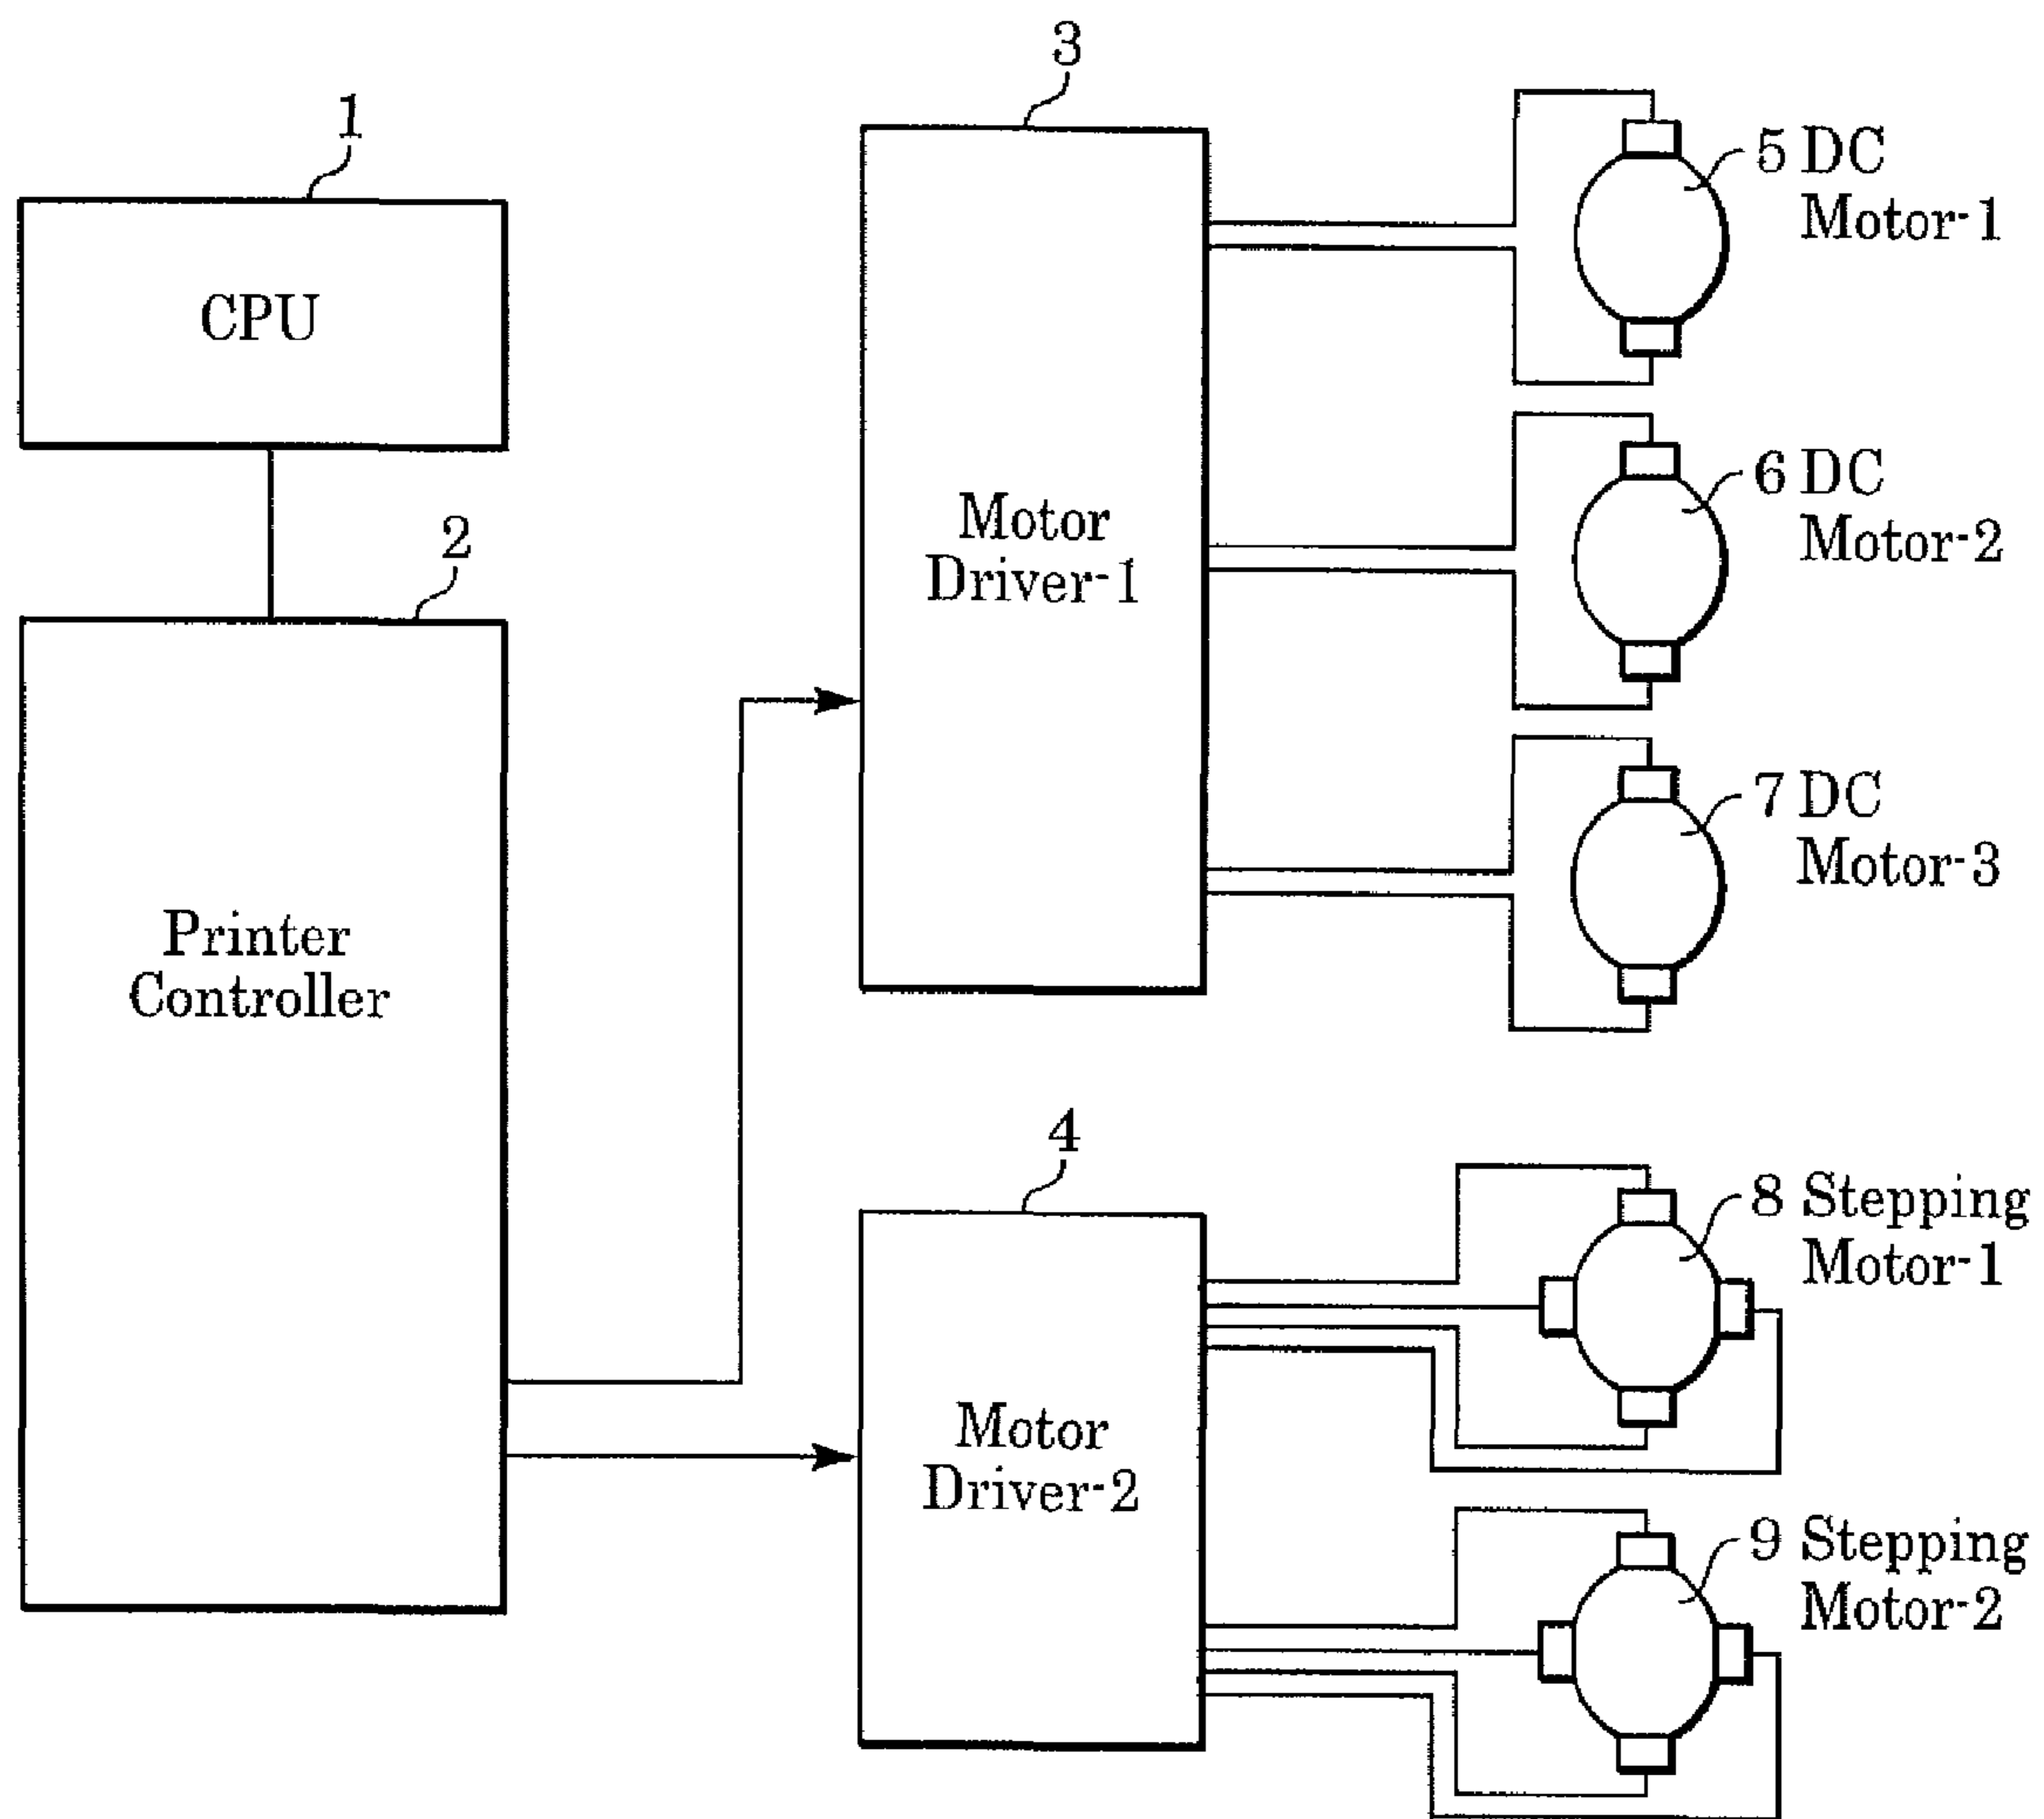 1
CPU
2
Printer
Controller
3
Motor
Driver-1
4
Motor
Driver-2
5 DC
Motor-1
6 DC
Motor-2
7 DC
Motor-3
8 Stepping
Motor-1
9 Stepping
Motor-2